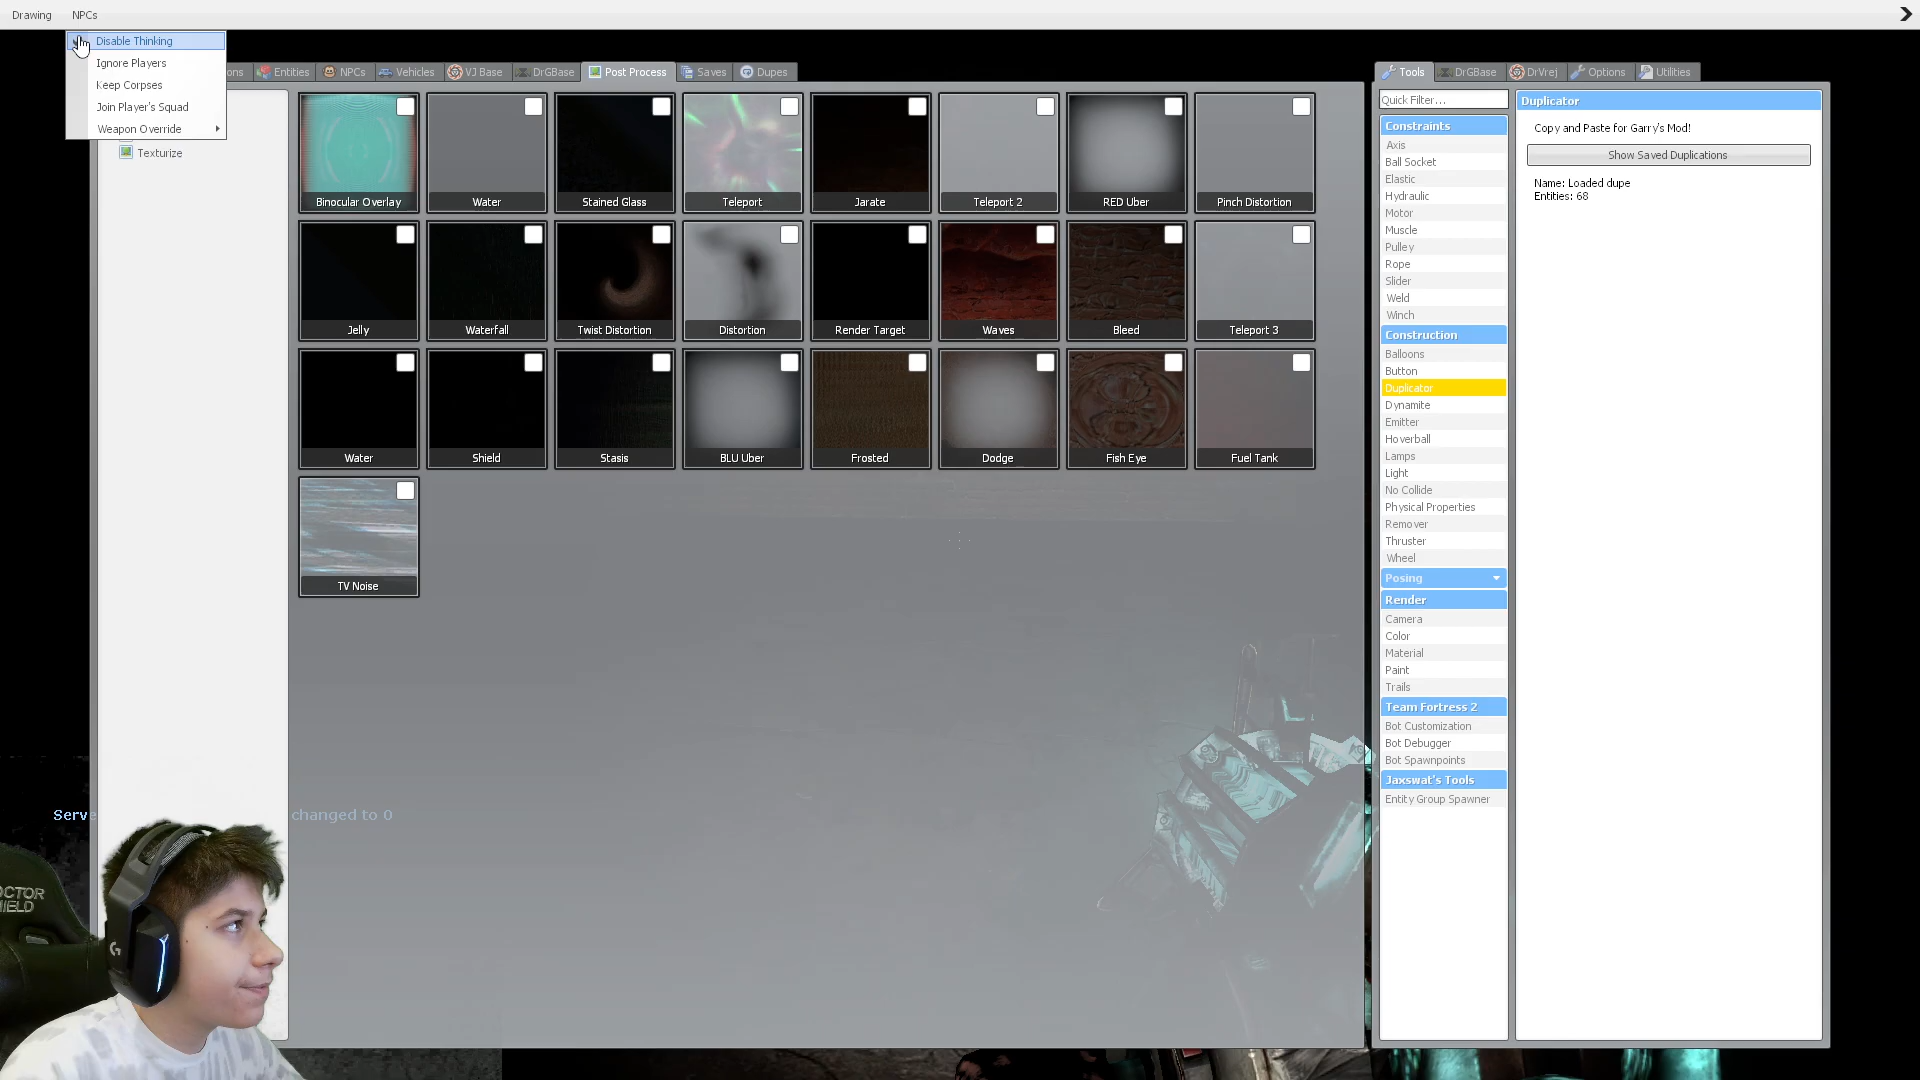 Drawing NPCs
Disable Thinking
Ignore Players
Keep Corpses
Join Player's Squad
Weapon Override
Texturize
ons Entities NPCs Vehicles VJ Base DrGBase Post Process Saves Dupes
Binocular Overlay Water Stained Glass Teleport Jarate Teleport 2 RED Uber Pinch Distortion
Jelly Waterfall Twist Distortion Distortion Render Target Waves Bleed Teleport 3
Water Shield Stasis BLU Uber Frosted Dodge Fish Eye Fuel Tank
TV Noise
Serve changed to 0
OCTOR
HIELD
G
Tools DrGBase DrVrej Options Utilities
Quick Filter...
Constraints
Axis
Ball Socket
Elastic
Hydraulic
Motor
Muscle
Pulley
Rope
Slider
Weld
Winch
Construction
Balloons
Button
Duplicator
Dynamite
Emitter
Hoverball
Lamps
Light
No Collide
Physical Properties
Remover
Thruster
Wheel
Posing
Render
Camera
Color
Material
Paint
Trails
Team Fortress 2
Bot Customization
Bot Debugger
Bot Spawnpoints
Jaxswat's Tools
Entity Group Spawner
Duplicator
Copy and Paste for Garry's Mod!
Show Saved Duplications
Name: Loaded dupe
Entities: 68